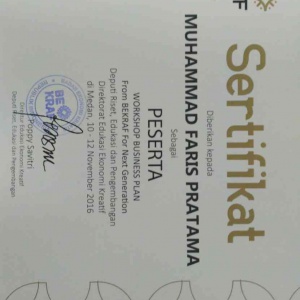 F
Sertifikat
Diberikan kepada
MUHAMMAD FARIS PRATAMA
Sebagai
PESERTA
WORKSHOP BUSINESS PLAN
From BEKRAF For Next Generation
Deputi Riset, Edukasi dan Pengembangan
Direktorat Edukasi Ekonomi Kreatif
di Medan, 10 - 12 November 2016
BE
KRAF
Poppy Savitri
Direktur Edukasi Ekonomi Kreatif
Deputi Riset, Edukasi dan Pengembangan